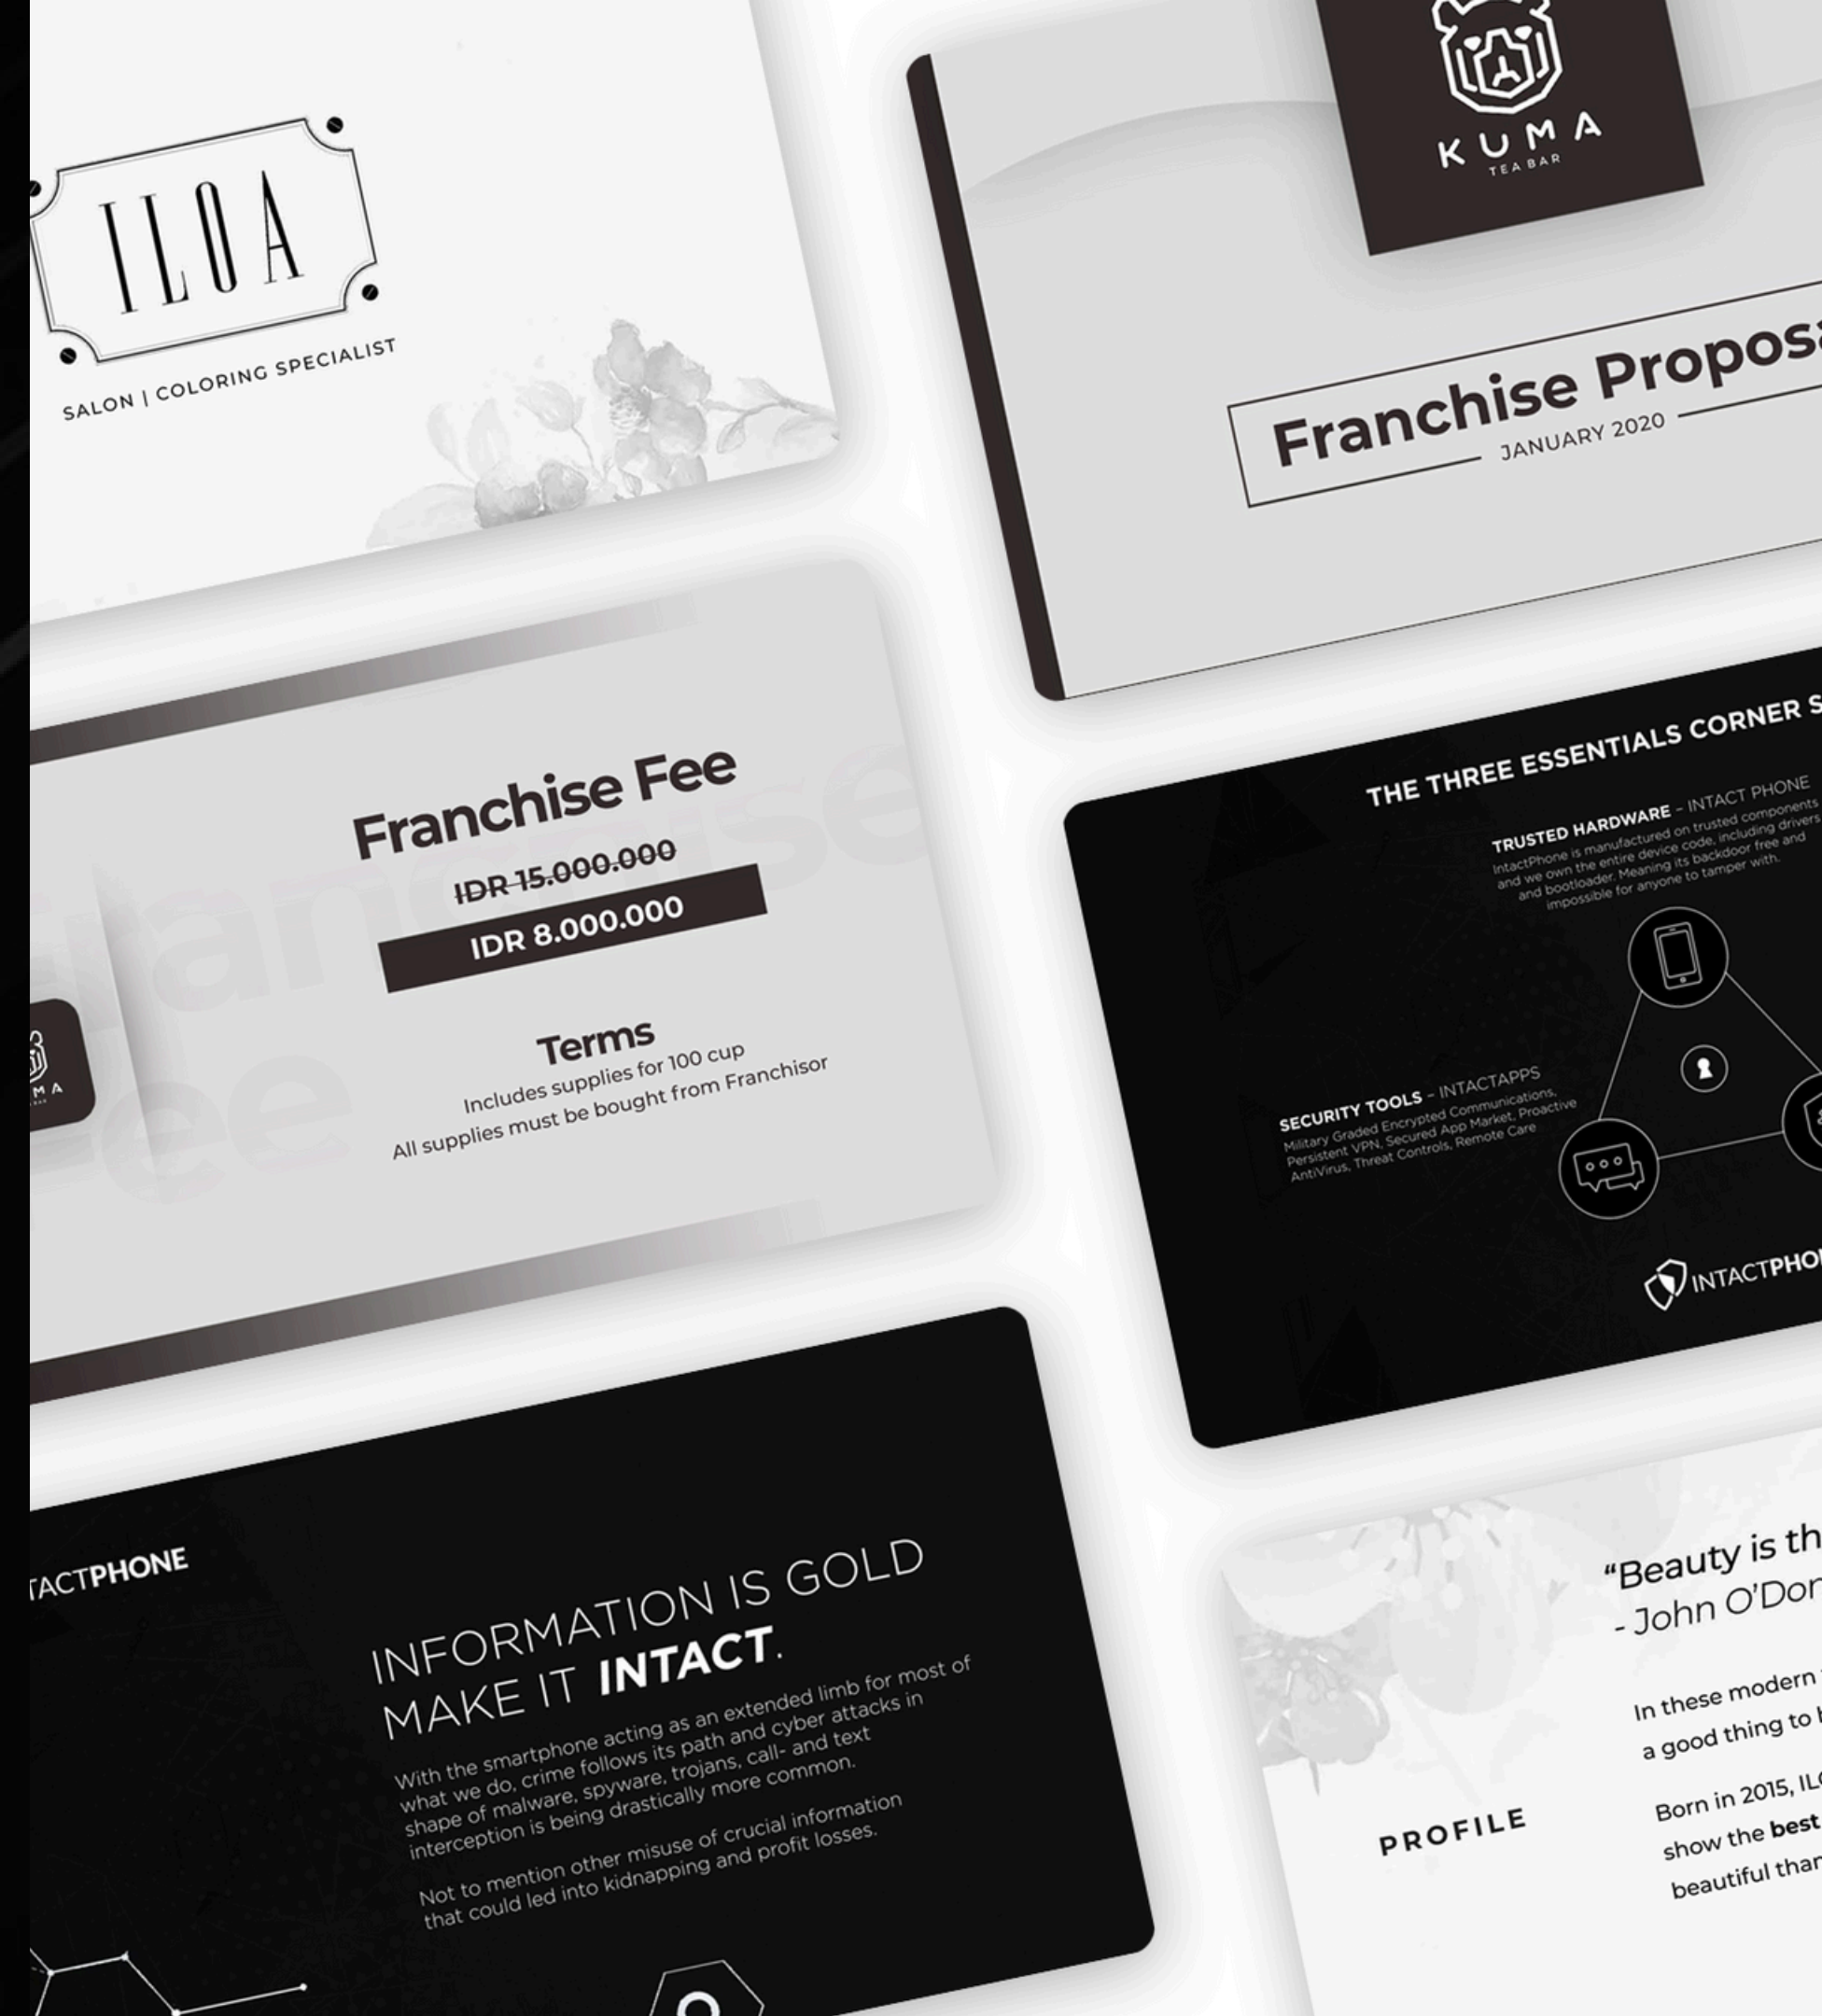 ILOA
SALON | COLORING SPECIALIST
KUMA
TEA BAR
Franchise Proposa
JANUARY 2020
Franchise
Fee
Franchise Fee
IDR 15.000.000
IDR 8.000.000
Terms
Includes supplies for 100 cup
All supplies must be bought from Franchisor
M A
THE THREE ESSENTIALS CORNER S
TRUSTED HARDWARE – INTACT PHONE
IntactPhone is manufactured on trusted components
and we own the entire device code, including drivers
and bootloader. Meaning its backdoor free and
impossible for anyone to tamper with.
SECURITY TOOLS – INTACTAPPS
Military Graded Encrypted Communications,
Persistent VPN, Secured App Market, Proactive
AntiVirus, Threat Controls, Remote Care
INTACTPHO
TACTPHONE
INFORMATION IS GOLD
MAKE IT INTACT.
With the smartphone acting as an extended limb for most of
what we do, crime follows its path and cyber attacks in
shape of malware, spyware, trojans, call- and text
interception is being drastically more common.
Not to mention other misuse of crucial information
that could led into kidnapping and profit losses.
“Beauty is th
- John O’Don
In these modern
a good thing to
PROFILE
Born in 2015, IL
show the best
beautiful than